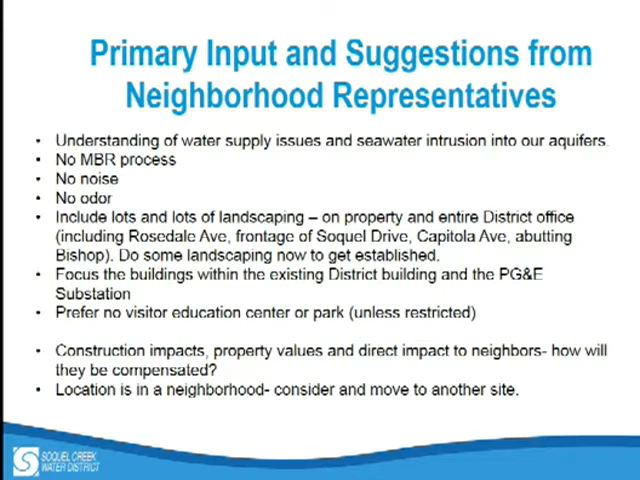 Primary Input and Suggestions from
Neighborhood Representatives
• Understanding of water supply issues and seawater intrusion into our aquifers.
• No MBR process
• No noise
• No odor
• Include lots and lots of landscaping – on property and entire District office
(including Rosedale Ave, frontage of Soquel Drive, Capitola Ave, abutting
Bishop). Do some landscaping now to get established.
• Focus the buildings within the existing District building and the PG&E
Substation
• Prefer no visitor education center or park (unless restricted)
• Construction impacts, property values and direct impact to neighbors- how will
they be compensated?
• Location is in a neighborhood- consider and move to another site.
SOQUEL CREEK
WATER DISTRICT